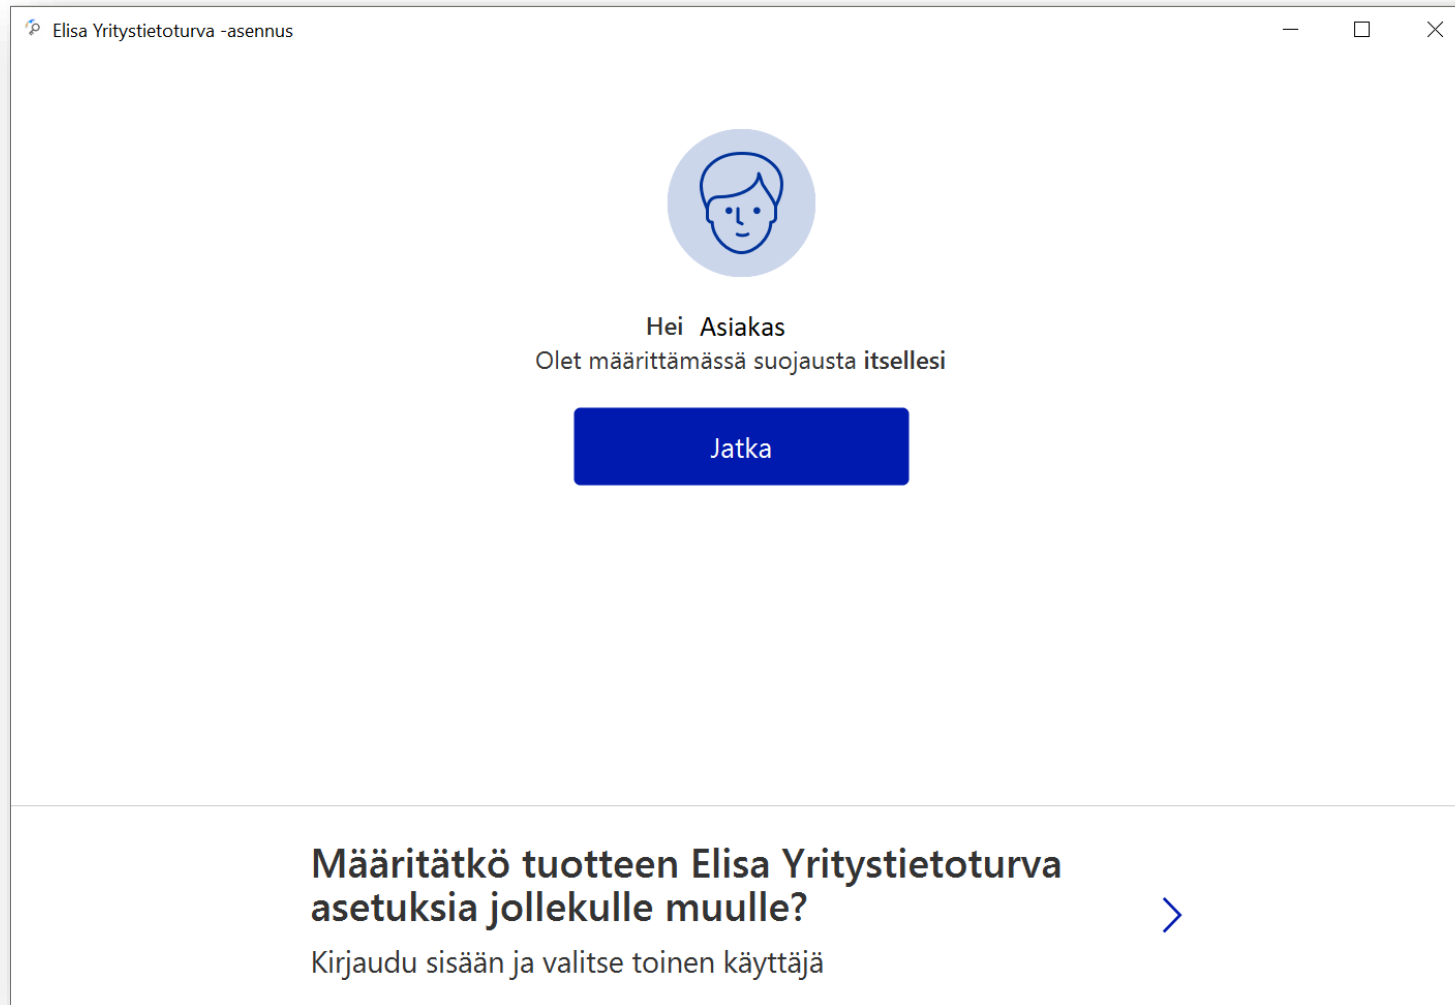 Elisa Yritystietoturva -asennus
Hei Asiakas
Olet määrittämässä suojausta itsellesi
Jatka
Määritätkö tuotteen Elisa Yritystietoturva
asetuksia jollekulle muulle?
Kirjaudu sisään ja valitse toinen käyttäjä